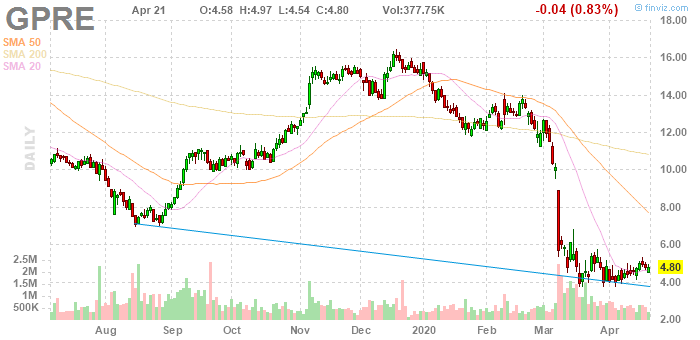 © finviz.com
GPRE
Apr 21 O:4.58 H:4.97 L:4.54 C:4.80 Vol:377.75K -0.04 (0.83%)
SMA 50
SMA 200
SMA 20
DAILY
18.00
16.00
14.00
12.00
10.00
8.00
6.00
4.80
4.00
2.00
2.5M
2M
1.5M
1M
500K
Aug Sep Oct Nov Dec 2020 Feb Mar Apr